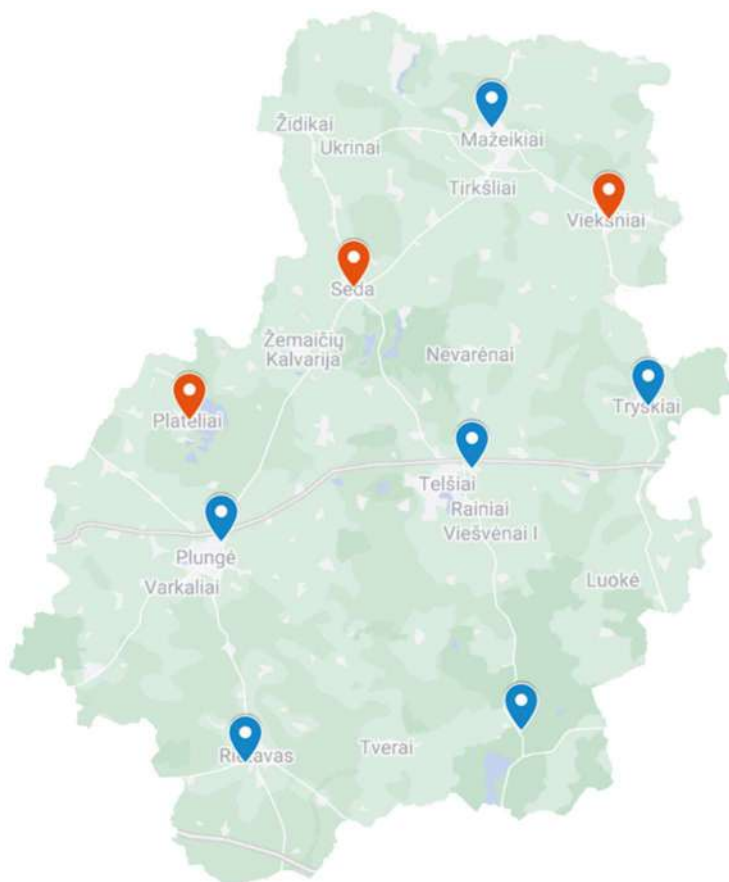 Mažeikiai
Židikai
Ukrinai
Tirkšliai
Viekšniai
Seda
Žemaičių
Kalvarija
Nevarėnai
Tryškiai
Plateliai
Telšiai
Rainiai
Viešvėnai I
Plungė
Varkaliai
Luokė
Rietavas
Tverai